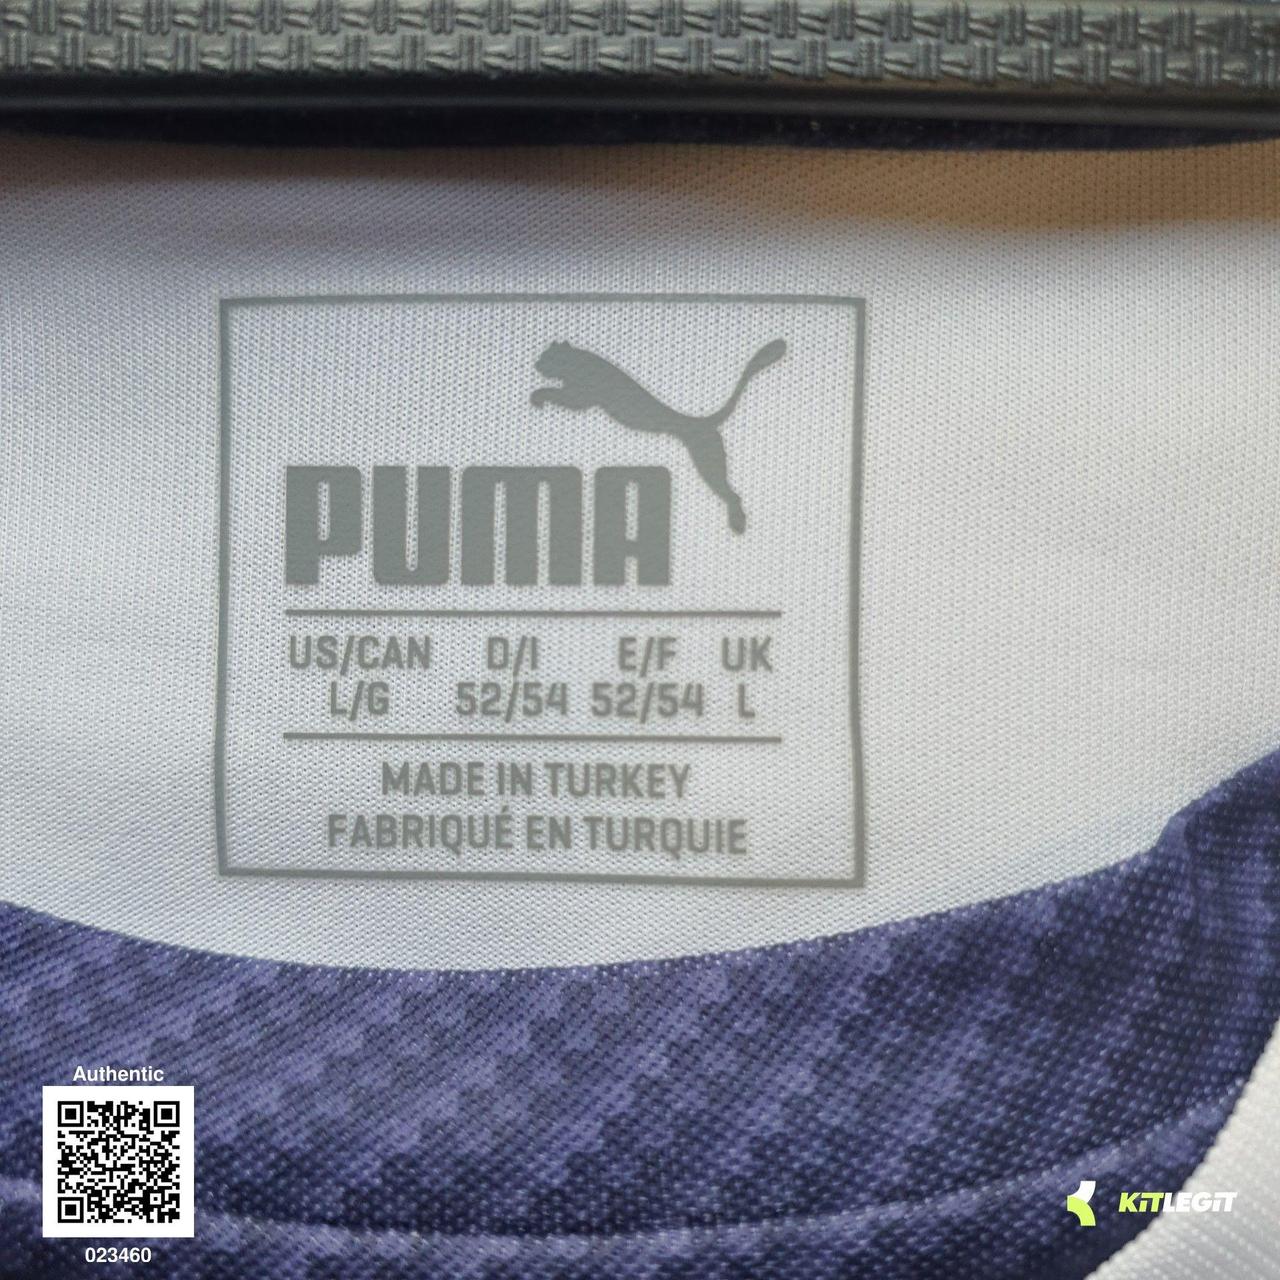 PUMA
US/CAN D/I E/F UK
L/G 52/54 52/54 L
MADE IN TURKEY
FABRIQUÉ EN TURQUIE
Authentic
023460
KITLEGIT